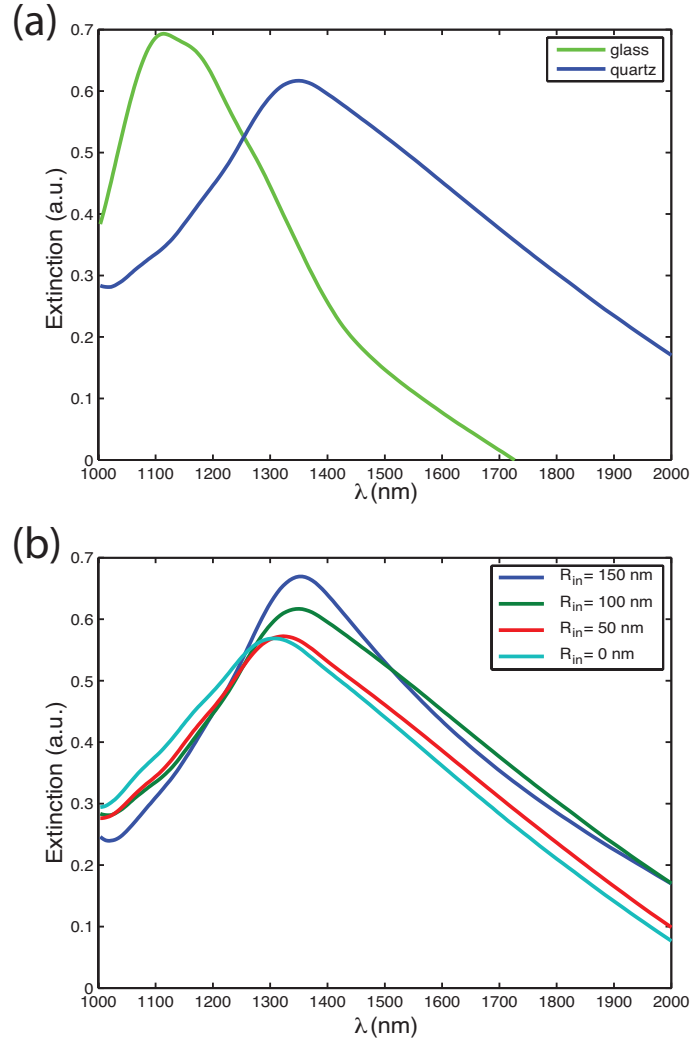 (a)
0.7
0.6
0.5
0.4
0.3
0.2
0.1
0
Extinction (a.u.)
glass
quartz
1000 1100 1200 1300 1400 1500 1600 1700 1800 1900 2000
λ(nm)
(b)
0.7
0.6
0.5
0.4
0.3
0.2
0.1
0
Extinction (a.u.)
R_in= 150 nm
R_in= 100 nm
R_in= 50 nm
R_in= 0 nm
1000 1100 1200 1300 1400 1500 1600 1700 1800 1900 2000
λ(nm)